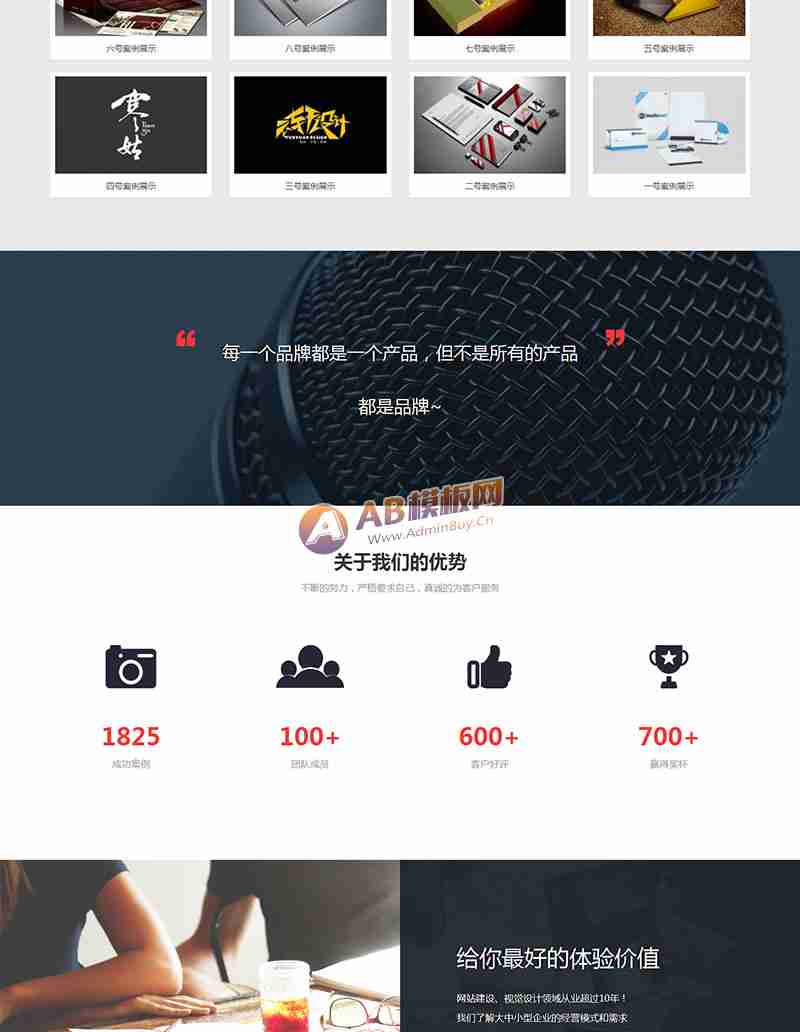 六号案例展示
八号案例展示
七号案例展示
五号案例展示
寒姑
四号案例展示
三号案例展示
二号案例展示
一号案例展示
“ 每一个品牌都是一个产品，但不是所有的产品 ”
都是品牌~
AB模板网
Www.AdminBuy.Cn
关于我们的优势
不断的努力，严格要求自己，真诚的为客户服务
1825
100+
600+
700+
成功案例
团队成员
客户好评
赢得奖杯
给你最好的体验价值
网站建设、视觉设计领域从业超过10年！
我们了解大中小型企业的经营模式和需求